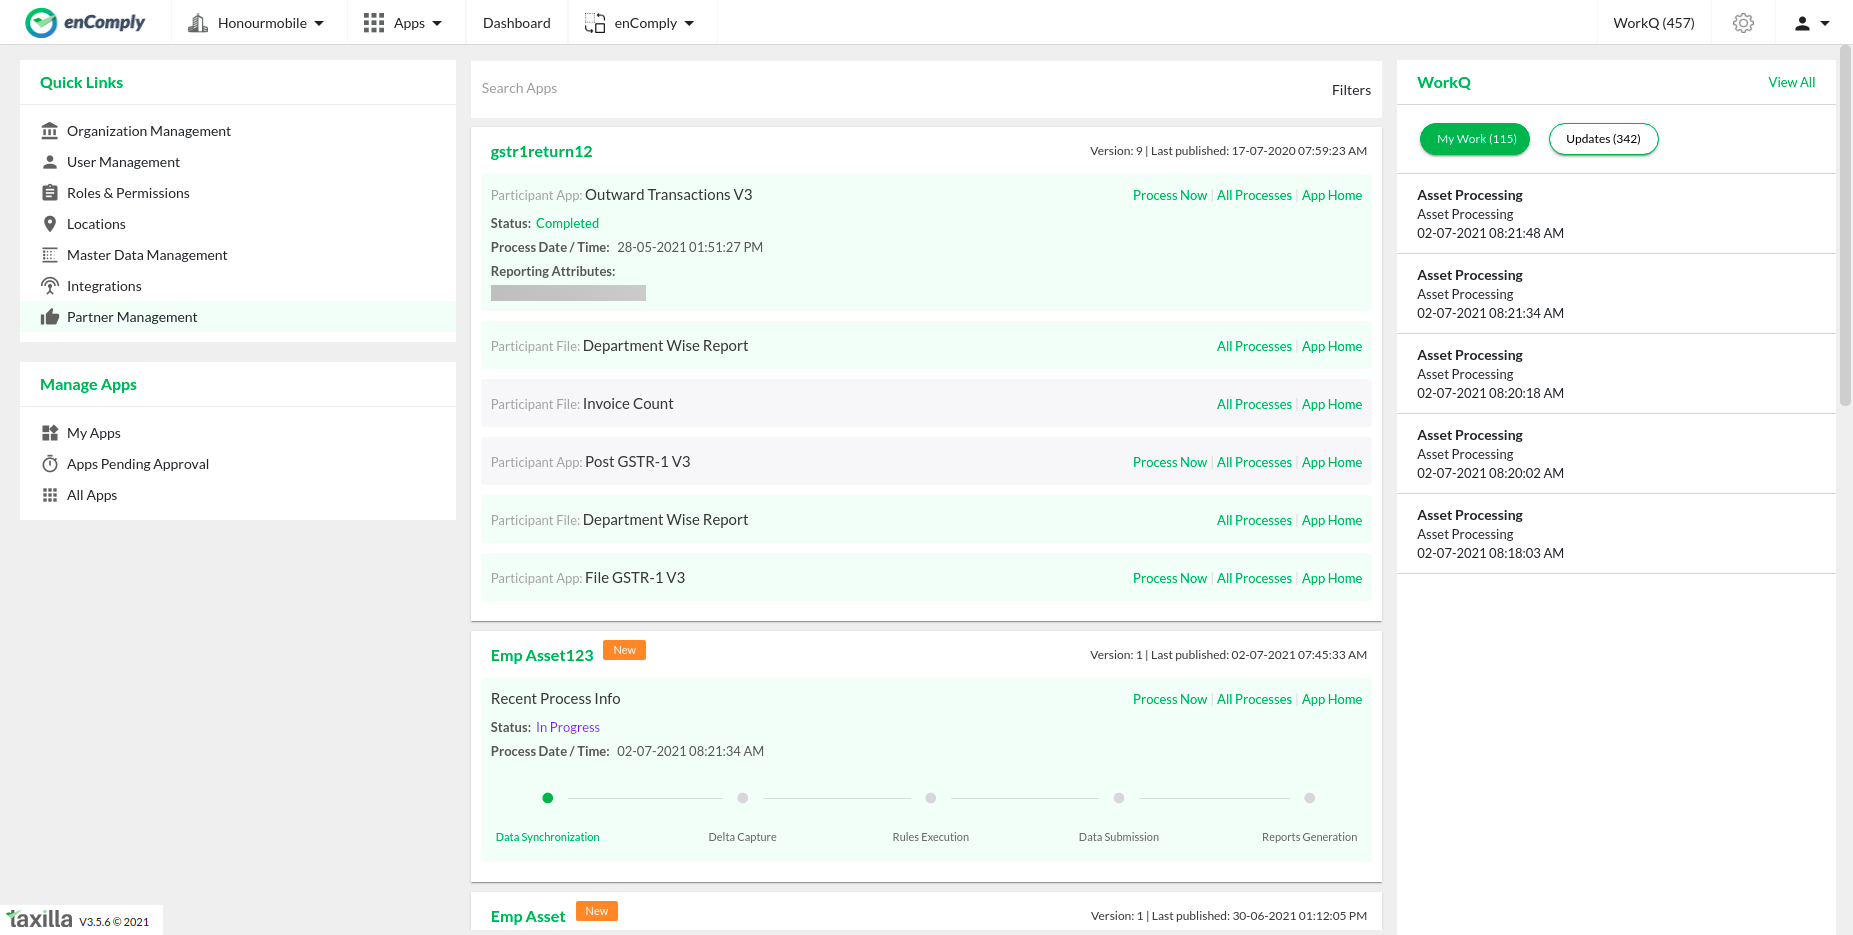 enComply
Honourmobile
Apps
Dashboard
enComply
WorkQ (457)
Quick Links
Organization Management
User Management
Roles & Permissions
Locations
Master Data Management
Integrations
Partner Management
Manage Apps
My Apps
Apps Pending Approval
All Apps
Search Apps
Filters
gstr1return12
Version: 9 | Last published: 17-07-2020 07:59:23 AM
Participant App: Outward Transactions V3
Process Now | All Processes | App Home
Status: Completed
Process Date / Time: 28-05-2021 01:51:27 PM
Reporting Attributes:
Participant File: Department Wise Report
All Processes | App Home
Participant File: Invoice Count
All Processes | App Home
Participant App: Post GSTR-1 V3
Process Now | All Processes | App Home
Participant File: Department Wise Report
All Processes | App Home
Participant App: File GSTR-1 V3
Process Now | All Processes | App Home
Emp Asset123
New
Version: 1 | Last published: 02-07-2021 07:45:33 AM
Recent Process Info
Process Now | All Processes | App Home
Status: In Progress
Process Date / Time: 02-07-2021 08:21:34 AM
Data Synchronization
Delta Capture
Rules Execution
Data Submission
Reports Generation
Emp Asset
New
Version: 1 | Last published: 30-06-2021 01:12:05 PM
WorkQ
View All
My Work (115)
Updates (342)
Asset Processing
Asset Processing
02-07-2021 08:21:48 AM
Asset Processing
Asset Processing
02-07-2021 08:21:34 AM
Asset Processing
Asset Processing
02-07-2021 08:20:18 AM
Asset Processing
Asset Processing
02-07-2021 08:20:02 AM
Asset Processing
Asset Processing
02-07-2021 08:18:03 AM
taxilla V3.5.6 © 2021